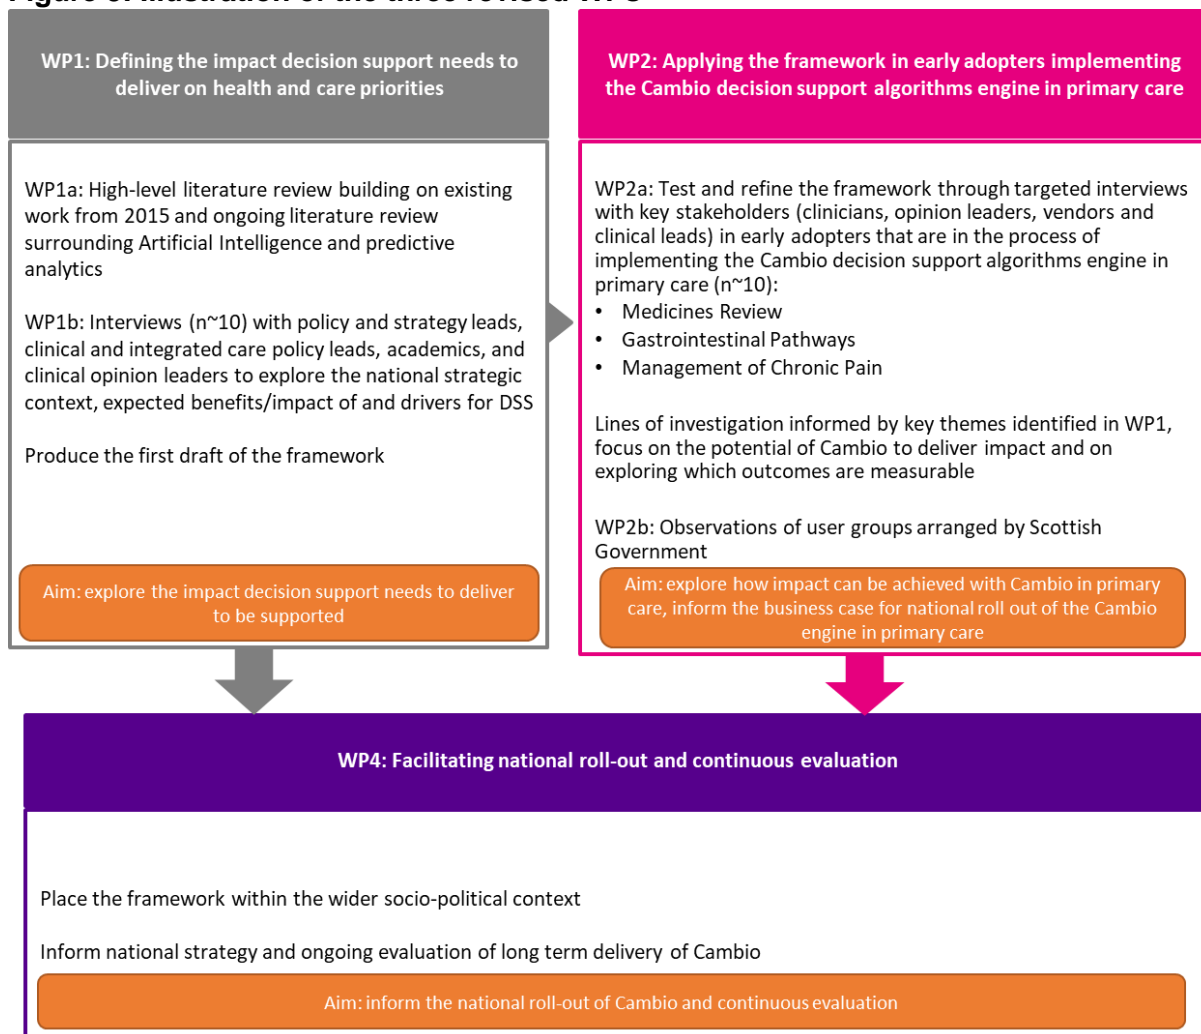 WP1: Defining the impact decision support needs to
deliver on health and care priorities
WP1a: High-level literature review building on existing
work from 2015 and ongoing literature review
surrounding Artificial Intelligence and predictive
analytics
WP1b: Interviews (n~10) with policy and strategy leads,
clinical and integrated care policy leads, academics, and
clinical opinion leaders to explore the national strategic
context, expected benefits/impact of and drivers for DSS
Produce the first draft of the framework
Aim: explore the impact decision support needs to deliver
to be supported
WP2: Applying the framework in early adopters implementing
the Cambio decision support algorithms engine in primary care
WP2a: Test and refine the framework through targeted interviews
with key stakeholders (clinicians, opinion leaders, vendors and
clinical leads) in early adopters that are in the process of
implementing the Cambio decision support algorithms engine in
primary care (n~10):
• Medicines Review
• Gastrointestinal Pathways
• Management of Chronic Pain
Lines of investigation informed by key themes identified in WP1,
focus on the potential of Cambio to deliver impact and on
exploring which outcomes are measurable
WP2b: Observations of user groups arranged by Scottish
Government
Aim: explore how impact can be achieved with Cambio in primary
care, inform the business case for national roll out of the Cambio
engine in primary care
WP4: Facilitating national roll-out and continuous evaluation
Place the framework within the wider socio-political context
Inform national strategy and ongoing evaluation of long term delivery of Cambio
Aim: inform the national roll-out of Cambio and continuous evaluation